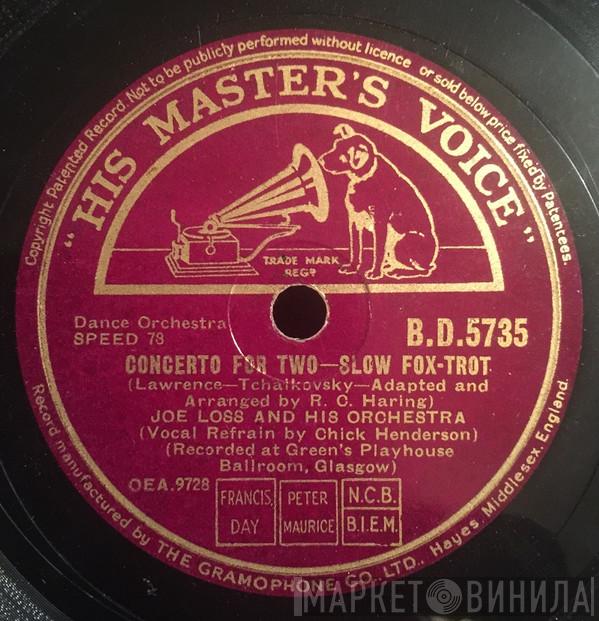 Copyright Patented Record. Not to be publicly performed without licence or sold below price fixed by Patentees.
"HIS MASTER'S VOICE"
TRADE MARK
REGD
Dance Orchestra
SPEED 78
B.D.5735
CONCERTO FOR TWO—SLOW FOX-TROT
(Lawrence—Tchaikovsky—Adapted and
Arranged by R. C. Haring)
JOE LOSS AND HIS ORCHESTRA
(Vocal Refrain by Chick Henderson)
(Recorded at Green's Playhouse
Ballroom, Glasgow)
OEA.9728
FRANCIS,
DAY
PETER
MAURICE
N.C.B.
B.I.E.M.
Record manufactured by THE GRAMOPHONE CO. LTD., Hayes, Middlesex, England.
МАРКЕТ ВИНИЛА